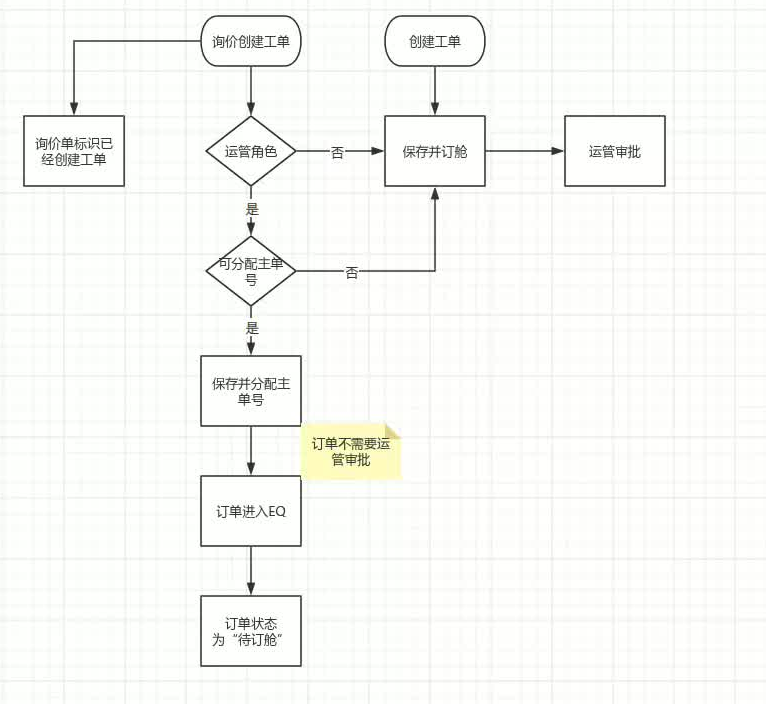 询价创建工单
创建工单
询价单标识已
经创建工单
运管角色
否
保存并订舱
运管审批
是
可分配主单
号
否
是
保存并分配主
单号
订单不需要运
管审批
订单进入EQ
订单状态
为“待订舱”